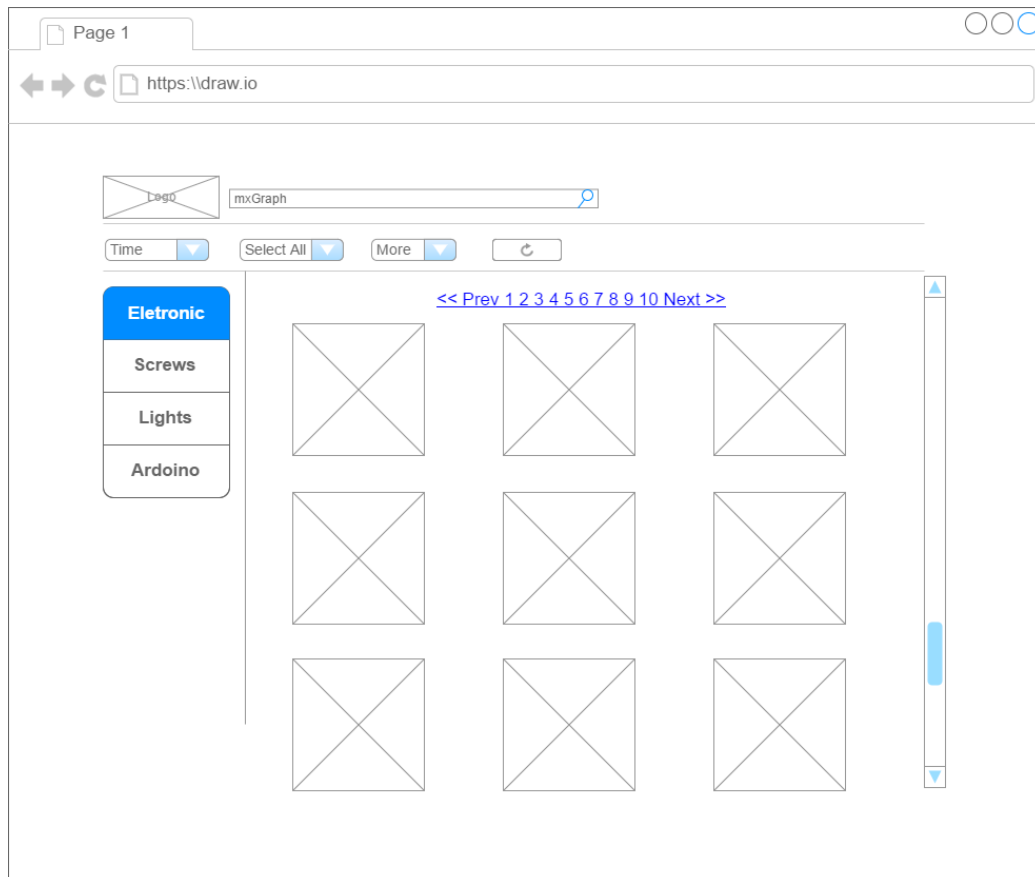 Page 1
https:\\draw.io
Logo
mxGraph
Time
Select All
More
<< Prev 1 2 3 4 5 6 7 8 9 10 Next >>
Eletronic
Screws
Lights
Ardoino